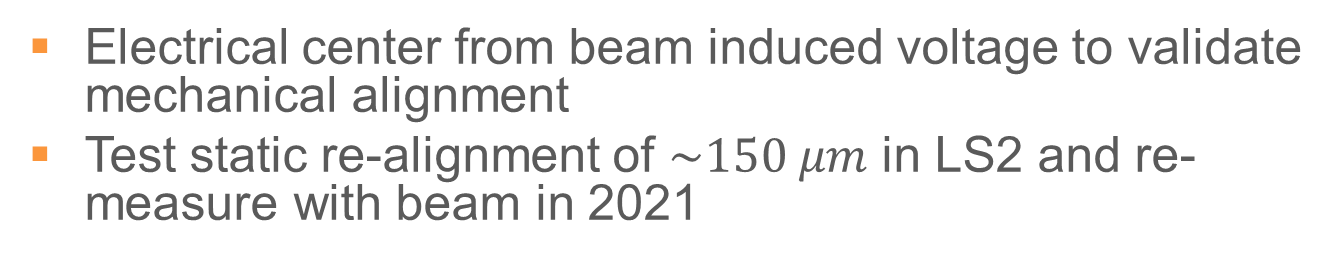 ▪ Electrical center from beam induced voltage to validate
mechanical alignment
▪ Test static re-alignment of ~150 μm in LS2 and re-
measure with beam in 2021